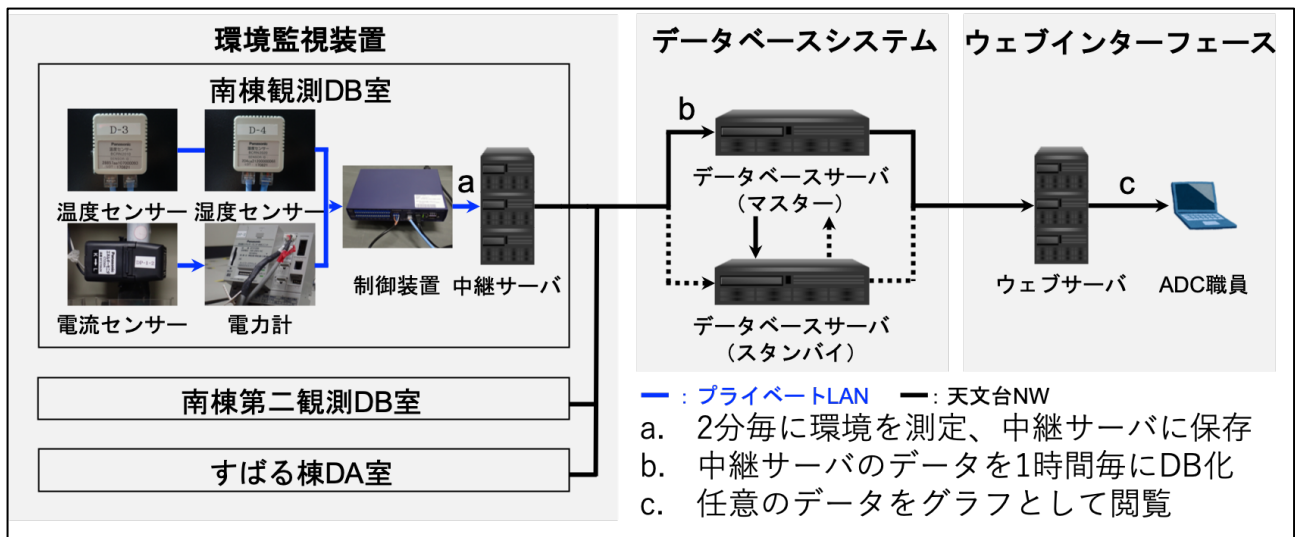 環境監視装置
データベースシステム
ウェブインターフェース
南棟観測DB室
D-3
D-4
温度センサー
湿度センサー
電流センサー
電力計
制御装置
a
中継サーバ
b
データベースサーバ
(マスター)
データベースサーバ
(スタンバイ)
ウェブサーバ
c
ADC職員
南棟第二観測DB室
すばる棟DA室
: プライベートLAN
: 天文台NW
a. 2分毎に環境を測定、中継サーバに保存
b. 中継サーバのデータを1時間毎にDB化
c. 任意のデータをグラフとして閲覧